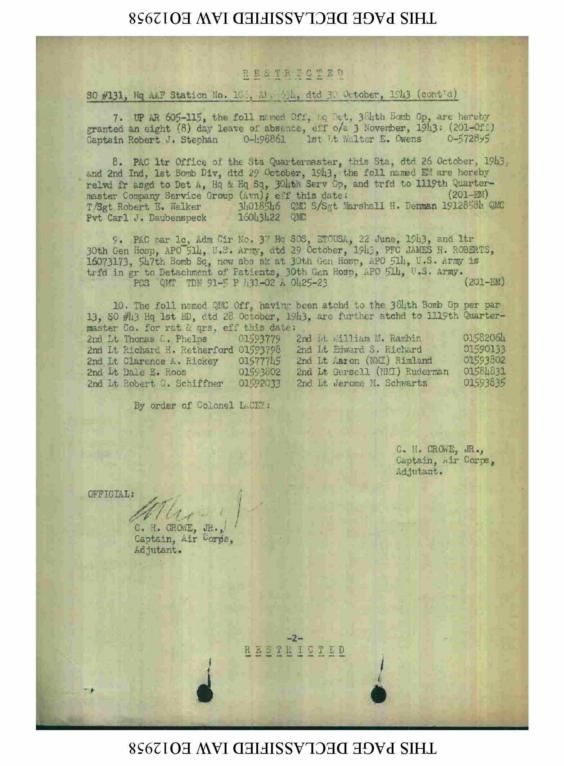 THIS PAGE DECLASSIFIED IAW EO12958
RESTRICTED
SO #131, Hq AAF Station No. dtd 30 October, 1943 (cont'd)
7. UP AR 605-115, the foll named Off, Hq Det, 384th Bomb Gp, are hereby
granted an eight (8) day leave of absence, eff o/a 3 November, 1943: (201-Off)
Captain Robert J. Stephan 0-498861 1st Lt Walter E. Owens 0-572895
8. PAC ltr Office of the Sta Quartermaster, this Sta, dtd 26 October, 1943,
and 2nd Ind, 1st Bomb Div, dtd 29 October, 1943, the foll named EM are hereby
relvd fr asgd to Det A, Hq & Hq Sq, 304th Serv Gp, and trfd to 1119th Quarter-
master Company Service Group (Avn); eff this date: (201-EM)
T/Sgt Robert E. Walker 34018546 QMC S/Sgt Marshall H. Denman 19128584 QMC
Pvt Carl J. Daubenspeck 16043422 QMC
9. PAC par 1c, Adm Cir No. 37 Hq SOS, ETOUSA, 22 June, 1943, and ltr
30th Gen Hosp, APO 514, U.S. Army, dtd 29 October, 1943, PFC JAMES H. ROBERTS,
16073173, 547th Bomb Sq, now abs sk at 30th Gen Hosp, APO 514, U.S. Army is
trfd in gr to Detachment of Patients, 30th Gen Hosp, APO 514, U.S. Army.
PCS QMT TDN 91-5 P 431-02 A 0425-23 (201-EM)
10. The foll named QMC Off, having been atchd to the 384th Bomb Gp per par
13, SO #43 Hq 1st BD, dtd 28 October, 1943, are further atchd to 1119th Quarter-
master Co. for rat & qrs, eff this date:
2nd Lt Thomas C. Phelps 01593779 2nd Lt William M. Rambin 01582064
2nd Lt Richard H. Retherford 01593798 2nd Lt Edward S. Richard 01590133
2nd Lt Clarence A. Rickey 01577745 2nd Lt Aaron (NMI) Rimland 01593802
2nd Lt Dale E. Roos 01593802 2nd Lt Gersell (NMI) Ruderman 01584831
2nd Lt Robert C. Schiffner 01592033 2nd Lt Jerome M. Schwartz 01593835
By order of Colonel LACEY:
C. H. CROWE, JR.,
Captain, Air Corps,
Adjutant.
OFFICIAL:
C. H. CROWE, JR.,
Captain, Air Corps,
Adjutant.
-2-
RESTRICTED
THIS PAGE DECLASSIFIED IAW EO12958